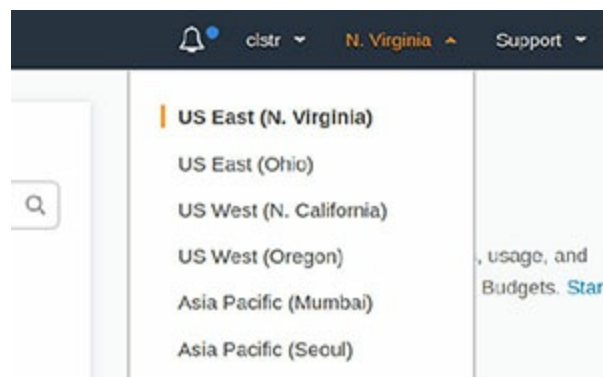 clstr N. Virginia Support
US East (N. Virginia)
US East (Ohio)
US West (N. California)
US West (Oregon)
, usage, and
Asia Pacific (Mumbai)
Budgets. Star
Asia Pacific (Seoul)